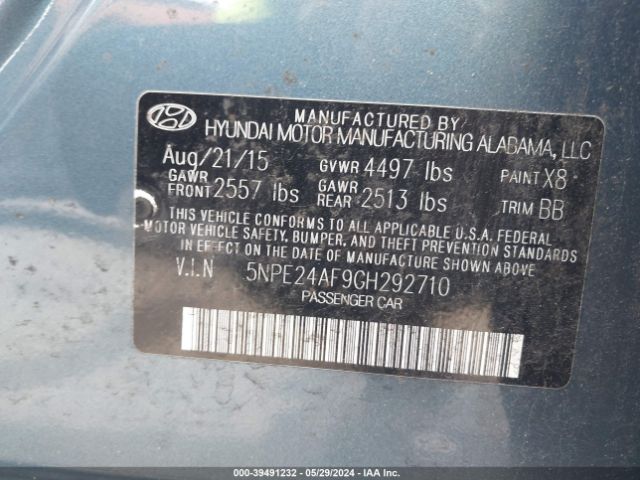 MANUFACTURED BY
HYUNDAI MOTOR MANUFACTURING ALABAMA, LLC
Aug/21/15 GVWR 4497 lbs PAINT X8
GAWR FRONT 2557 lbs GAWR REAR 2513 lbs TRIM BB
THIS VEHICLE CONFORMS TO ALL APPLICABLE U.S.A. FEDERAL
MOTOR VEHICLE SAFETY, BUMPER, AND THEFT PREVENTION
STANDARDS IN EFFECT ON THE DATE OF MANUFACTURE SHOWN ABOVE.
V.I.N 5NPE24AF9GH292710
PASSENGER CAR
000-39491232 - 05/29/2024 - IAAI.COM